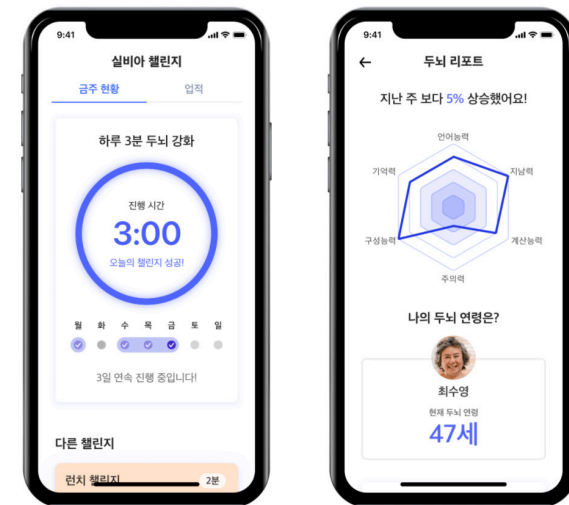 9:41
실비아 챌린지
금주 현황 업적
하루 3분 두뇌 강화
진행 시간
3:00
오늘의 챌린지 성공!
월 화 수 목 금 토 일
3일 연속 진행 중입니다!
다른 챌린지
런치 챌린지 2분
9:41
두뇌 리포트
지난 주 보다 5% 상승했어요!
언어능력
기억력 지남력
구성능력 계산능력
주의력
나의 두뇌 연령은?
최수영
현재 두뇌 연령
47세